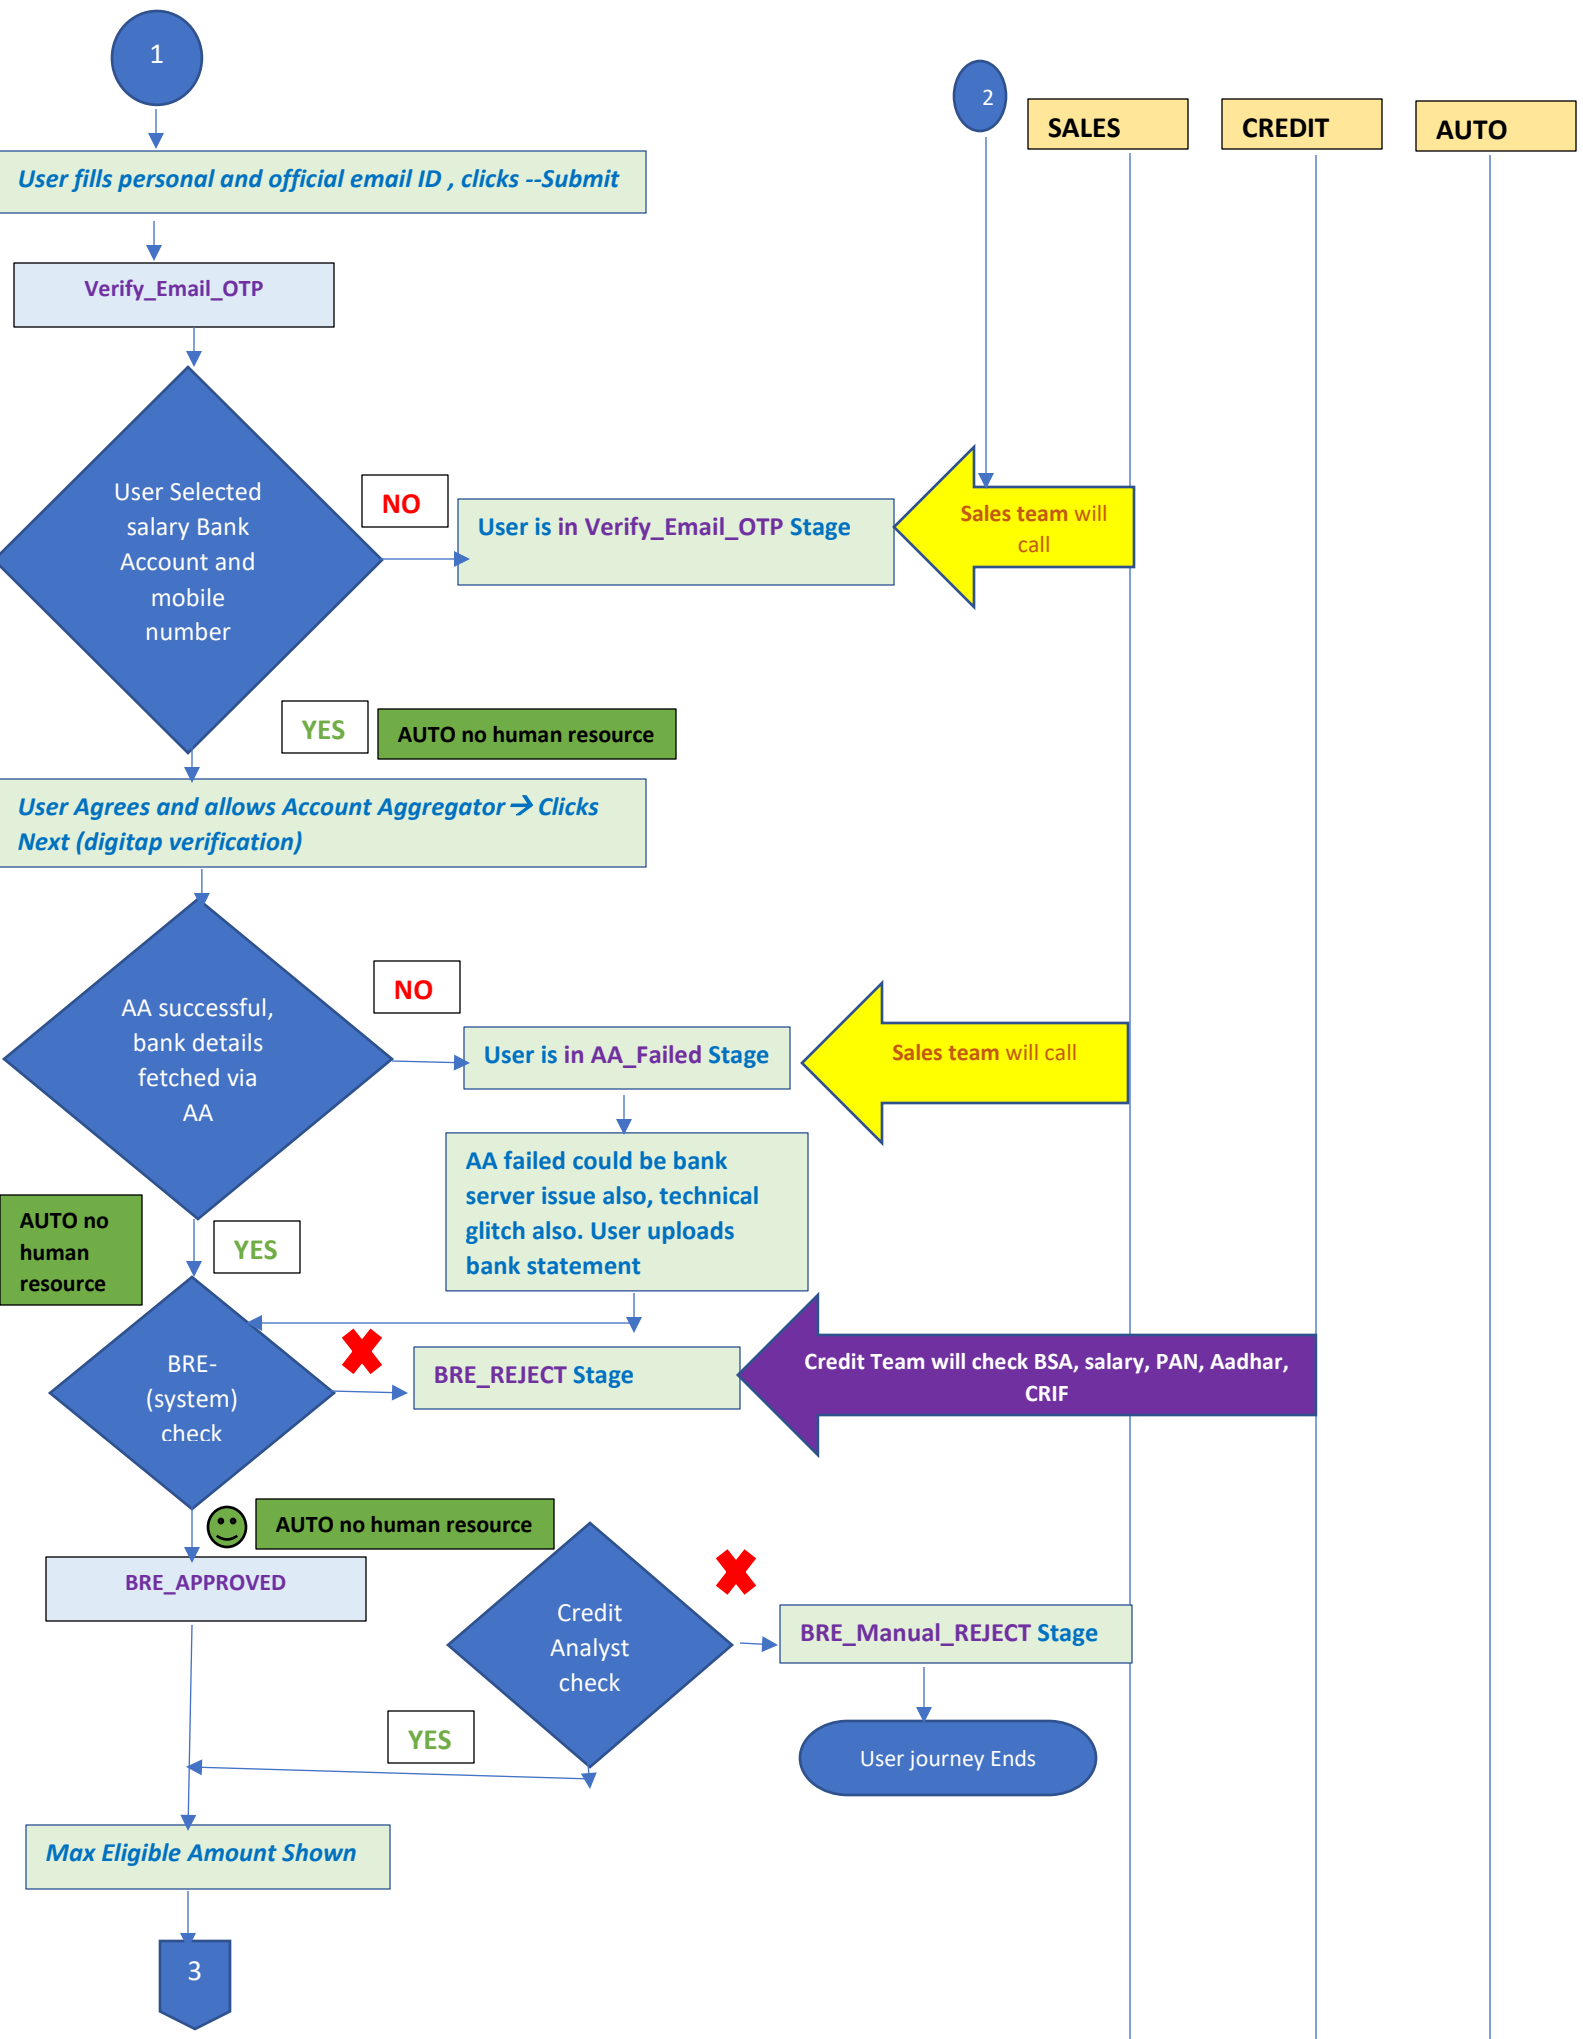 1
2
SALES
CREDIT
AUTO
User fills personal and official email ID , clicks --Submit
Verify_Email_OTP
User Selected
salary Bank
Account and
mobile
number
NO
User is in Verify_Email_OTP Stage
Sales team will
call
YES
AUTO no human resource
User Agrees and allows Account Aggregator→ Clicks
Next (digitap verification)
AA successful,
bank details
fetched via
AA
NO
User is in AA_Failed Stage
Sales team will call
AA failed could be bank
server issue also, technical
glitch also. User uploads
bank statement
AUTO no
human
resource
YES
BRE-
(system)
check
BRE_REJECT Stage
Credit Team will check BSA, salary, PAN, Aadhar,
CRIF
AUTO no human resource
BRE_APPROVED
Credit
Analyst
check
BRE_Manual_REJECT Stage
YES
User journey Ends
Max Eligible Amount Shown
3